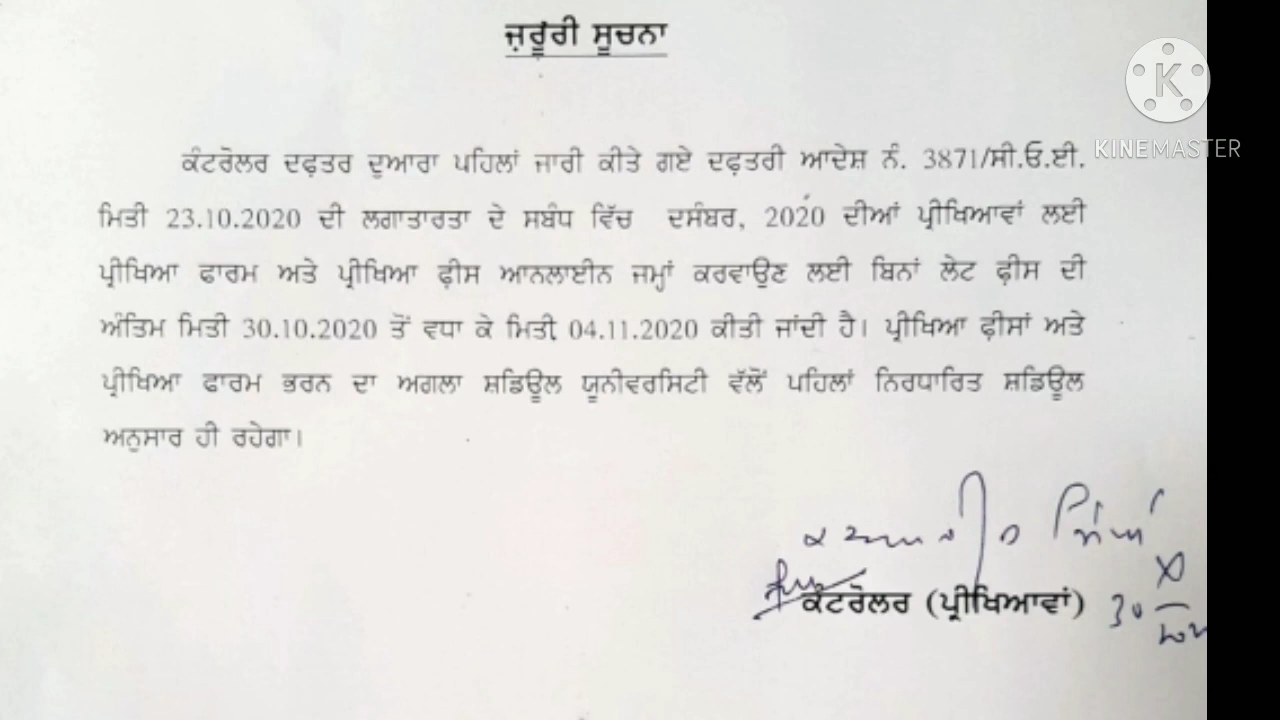 ਜ਼ਰੂਰੀ ਸੂਚਨਾ
K
KINEMASTER
ਕੰਟਰੋਲਰ ਦਫ਼ਤਰ ਦੁਆਰਾ ਪਹਿਲਾਂ ਜਾਰੀ ਕੀਤੇ ਗਏ ਦਫ਼ਤਰੀ ਆਦੇਸ਼ ਨੰ. 3871/ਸੀ.ਓ.ਈ.
ਮਿਤੀ 23.10.2020 ਦੀ ਲਗਾਤਾਰਤਾ ਦੇ ਸਬੰਧ ਵਿੱਚ ਦਸੰਬਰ, 2020 ਦੀਆਂ ਪ੍ਰੀਖਿਆਵਾਂ ਲਈ
ਪ੍ਰੀਖਿਆ ਫਾਰਮ ਅਤੇ ਪ੍ਰੀਖਿਆ ਫ਼ੀਸ ਆਨਲਾਈਨ ਜਮ੍ਹਾਂ ਕਰਵਾਉਣ ਲਈ ਬਿਨਾਂ ਲੇਟ ਫ਼ੀਸ ਦੀ
ਅੰਤਿਮ ਮਿਤੀ 30.10.2020 ਤੋਂ ਵਧਾ ਕੇ ਮਿਤੀ 04.11.2020 ਕੀਤੀ ਜਾਂਦੀ ਹੈ। ਪ੍ਰੀਖਿਆ ਫ਼ੀਸਾਂ ਅਤੇ
ਪ੍ਰੀਖਿਆ ਫਾਰਮ ਭਰਨ ਦਾ ਅਗਲਾ ਸ਼ਡਿਊਲ ਯੂਨੀਵਰਸਿਟੀ ਵੱਲੋਂ ਪਹਿਲਾਂ ਨਿਰਧਾਰਿਤ ਸ਼ਡਿਊਲ
ਅਨੁਸਾਰ ਹੀ ਰਹੇਗਾ।
ਕੰਟਰੋਲਰ (ਪ੍ਰੀਖਿਆਵਾਂ)